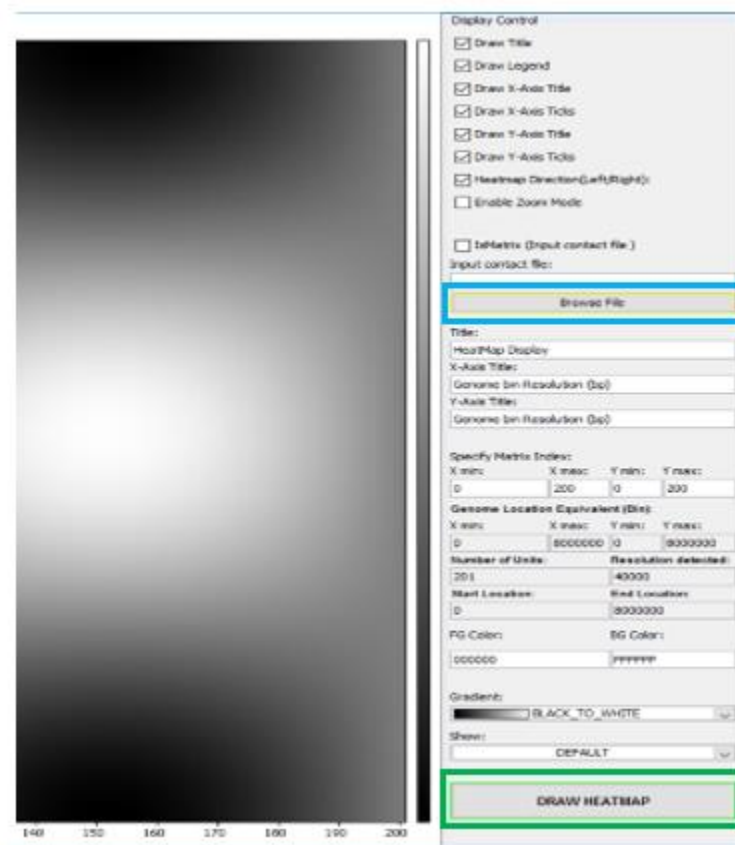 Display Control
Draw Title
Draw Legend
Draw X-Axis Title
Draw X-Axis Ticks
Draw Y-Axis Title
Draw Y-Axis Ticks
Heatmap Direction(Left/Right):
Enable Zoom Mode
IsMatrix (Input contact file )
Input contact file:
Browse File
Title:
HeatMap Display
X-Axis Title:
Genome bin Resolution (bp)
Y-Axis Title:
Genome bin Resolution (bp)
Specify Matrix Index:
X min: X max: Y min: Y max:
0 200 0 200
Genome Location Equivalent (Bin):
X min: X max: Y min: Y max:
0 8000000 0 8000000
Number of Units: Resolution detected:
201 40000
Start Location: End Location:
0 8000000
FG Color: BG Color:
000000 FFFFFF
Gradient:
BLACK_TO_WHITE
Show:
DEFAULT
DRAW HEATMAP
140 150 160 170 180 190 200